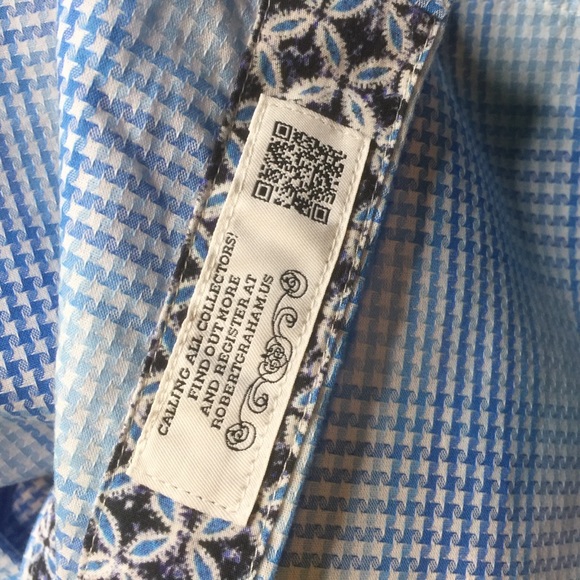 CALLING ALL COLLECTORS!
FIND OUT MORE
AND REGISTER AT
ROBERTGRAHAM.US